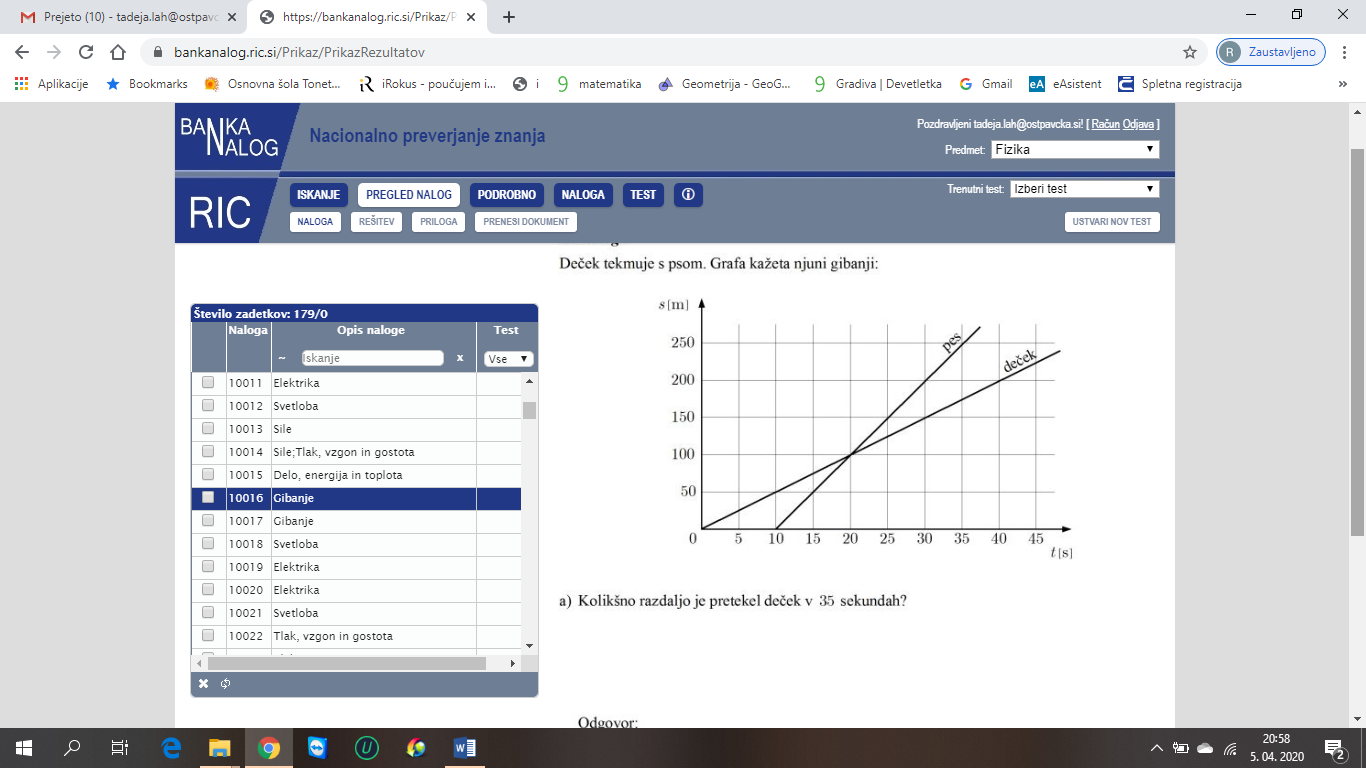 Prejeto (10) - tadeja.lah@ostpavc
https://bankanalog.ric.si/Prikaz/P
bankanalog.ric.si/Prikaz/PrikazRezultatov
R Zaustavljeno
Aplikacije Bookmarks Osnovna šola Tonet... iRokus – poučujem i... i matematika Geometrija - GeoG... Gradiva | Devetletka Gmail eAsistent Spletna registracija »
BANKA NALOG
Nacionalno preverjanje znanja
Pozdravljeni tadeja.lah@ostpavcka.si! [ Račun Odjava ]
Predmet: Fizika
RIC
ISKANJE PREGLED NALOG PODROBNO NALOGA TEST
Trenutni test: Izberi test
NALOGA REŠITEV PRILOGA PRENESI DOKUMENT
USTVARI NOV TEST
Deček tekmuje s psom. Grafa kažeta njuni gibanji:
Število zadetkov: 179/0
Naloga Opis naloge Test
~ Iskanje x Vse
10011 Elektrika
10012 Svetloba
10013 Sile
10014 Sile;Tlak, vzgon in gostota
10015 Delo, energija in toplota
10016 Gibanje
10017 Gibanje
10018 Svetloba
10019 Elektrika
10020 Elektrika
10021 Svetloba
10022 Tlak, vzgon in gostota
s [m]
250
200
150
100
50
0 5 10 15 20 25 30 35 40 45
t [s]
pes
deček
a) Kolikšno razdaljo je pretekel deček v 35 sekundah?
Odgovor:
20:58
5. 04. 2020
2